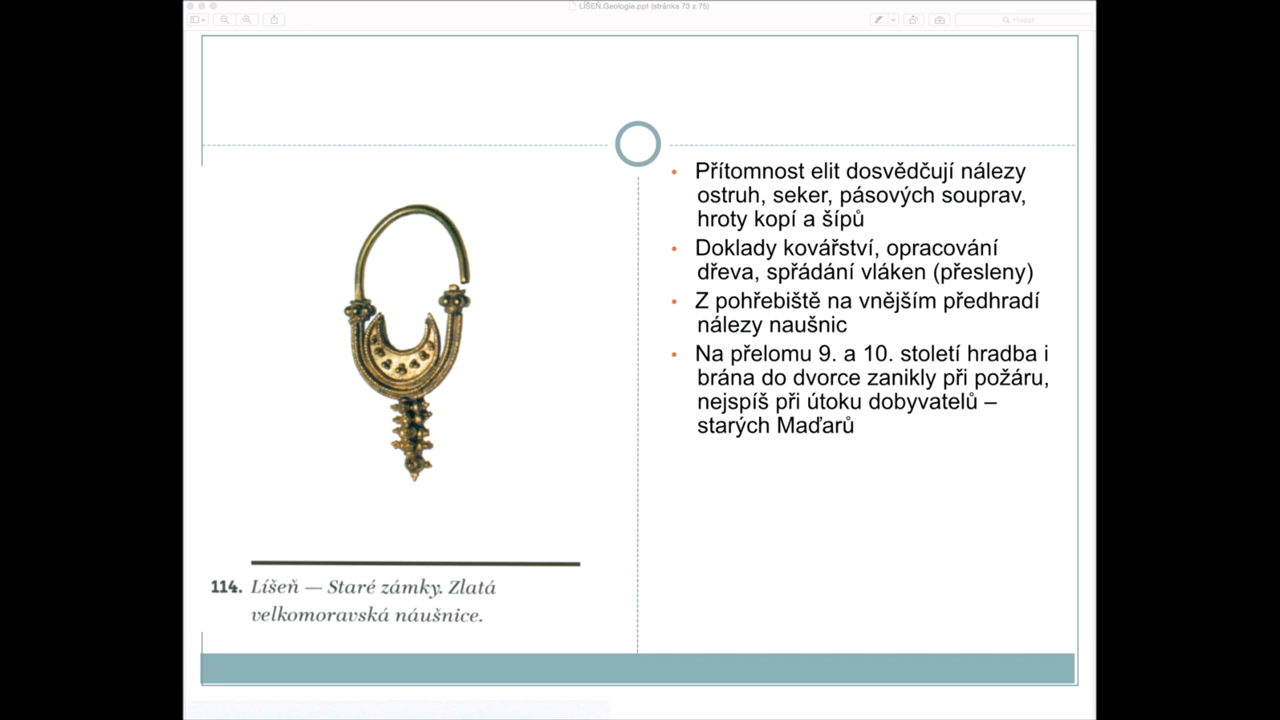 LÍŠEŇ.Geologie.ppt (stránka 73 z 75)
Hledat
• Přítomnost elit dosvědčují nálezy
ostruh, seker, pásových souprav,
hroty kopí a šípů
• Doklady kovářství, opracování
dřeva, spřádání vláken (přesleny)
• Z pohřebiště na vnějším předhradí
nálezy naušnic
• Na přelomu 9. a 10. století hradba i
brána do dvorce zanikly při požáru,
nejspíš při útoku dobyvatelů –
starých Maďarů
114. Líšeň — Staré zámky. Zlatá
velkomoravská náušnice.